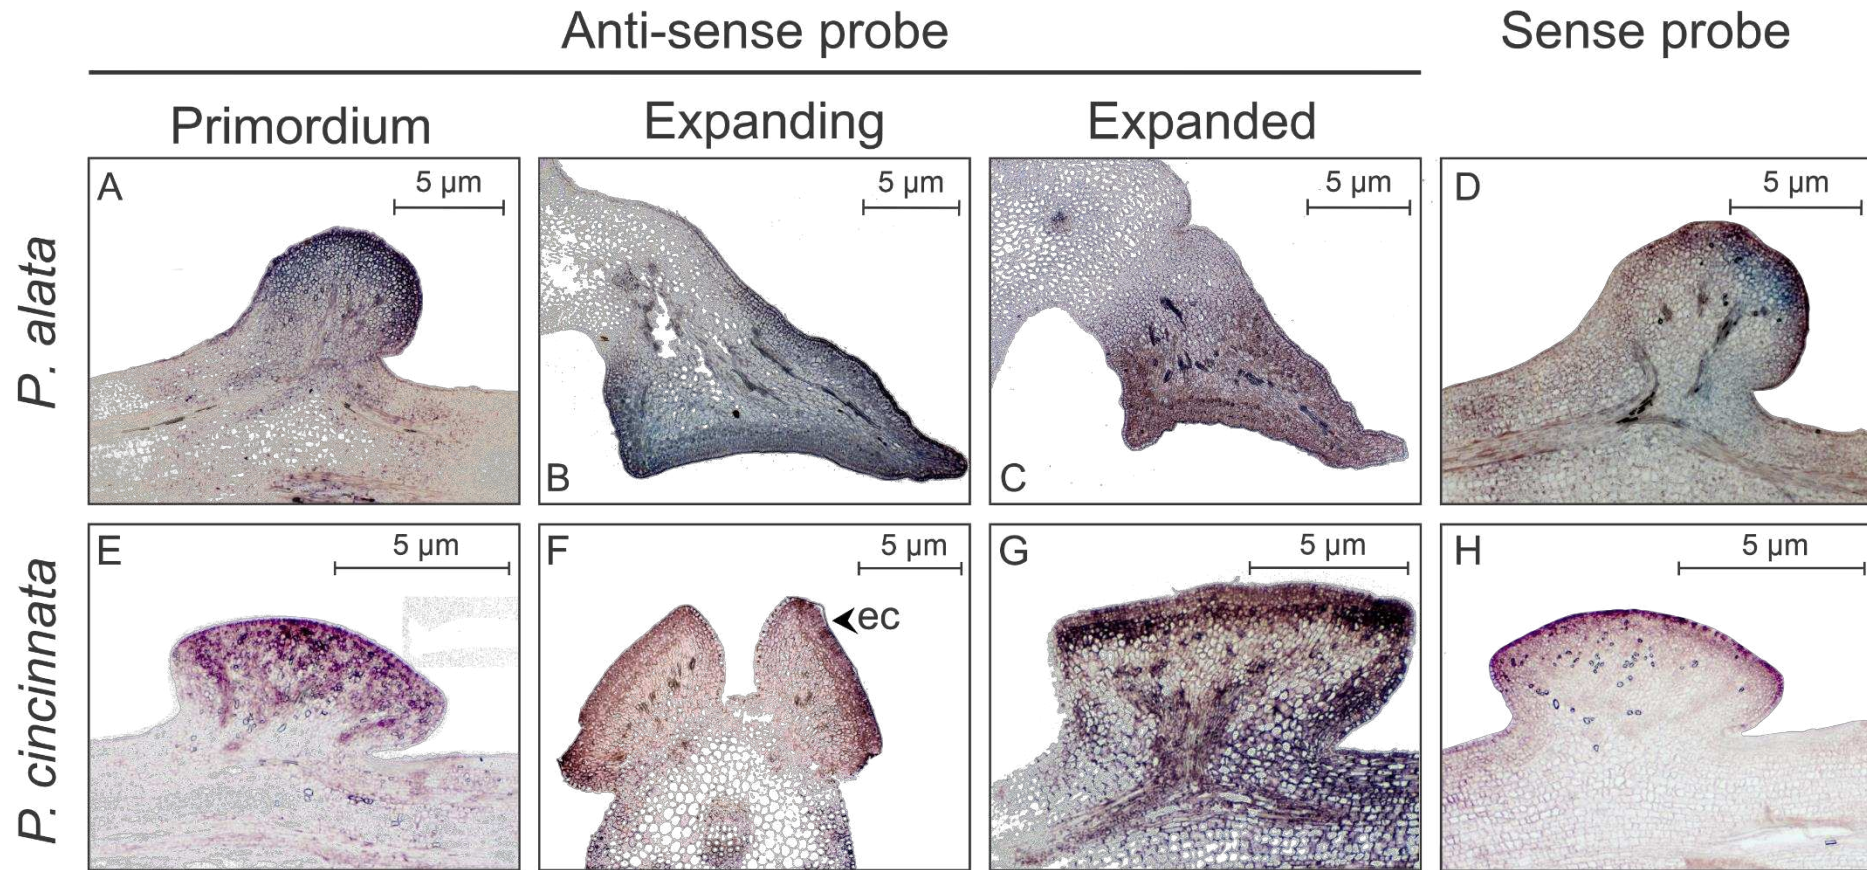 Anti-sense probe
Sense probe
Primordium
Expanding
Expanded
P. alata
A
5 µm
B
5 µm
C
5 µm
D
5 µm
P. cincinnata
E
5 µm
F
5 µm
ec
G
5 µm
H
5 µm